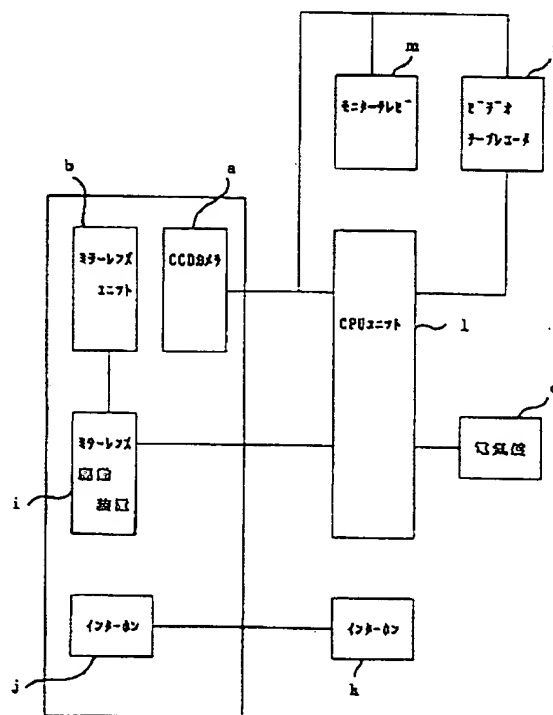 m
モニターテレビ
ビデオ
テープレコーダ
b
a
ミラーレンズ
ユニット
CCDカメラ
CPUユニット
l
ミラーレンズ
i
インターホン
インターホン
j
k